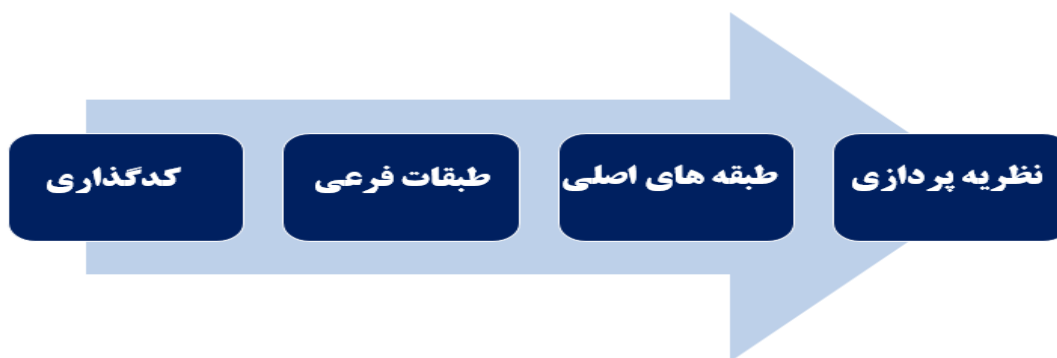 کدگذاری
طبقات فرعی
طبقه های اصلی
نظریه پردازی